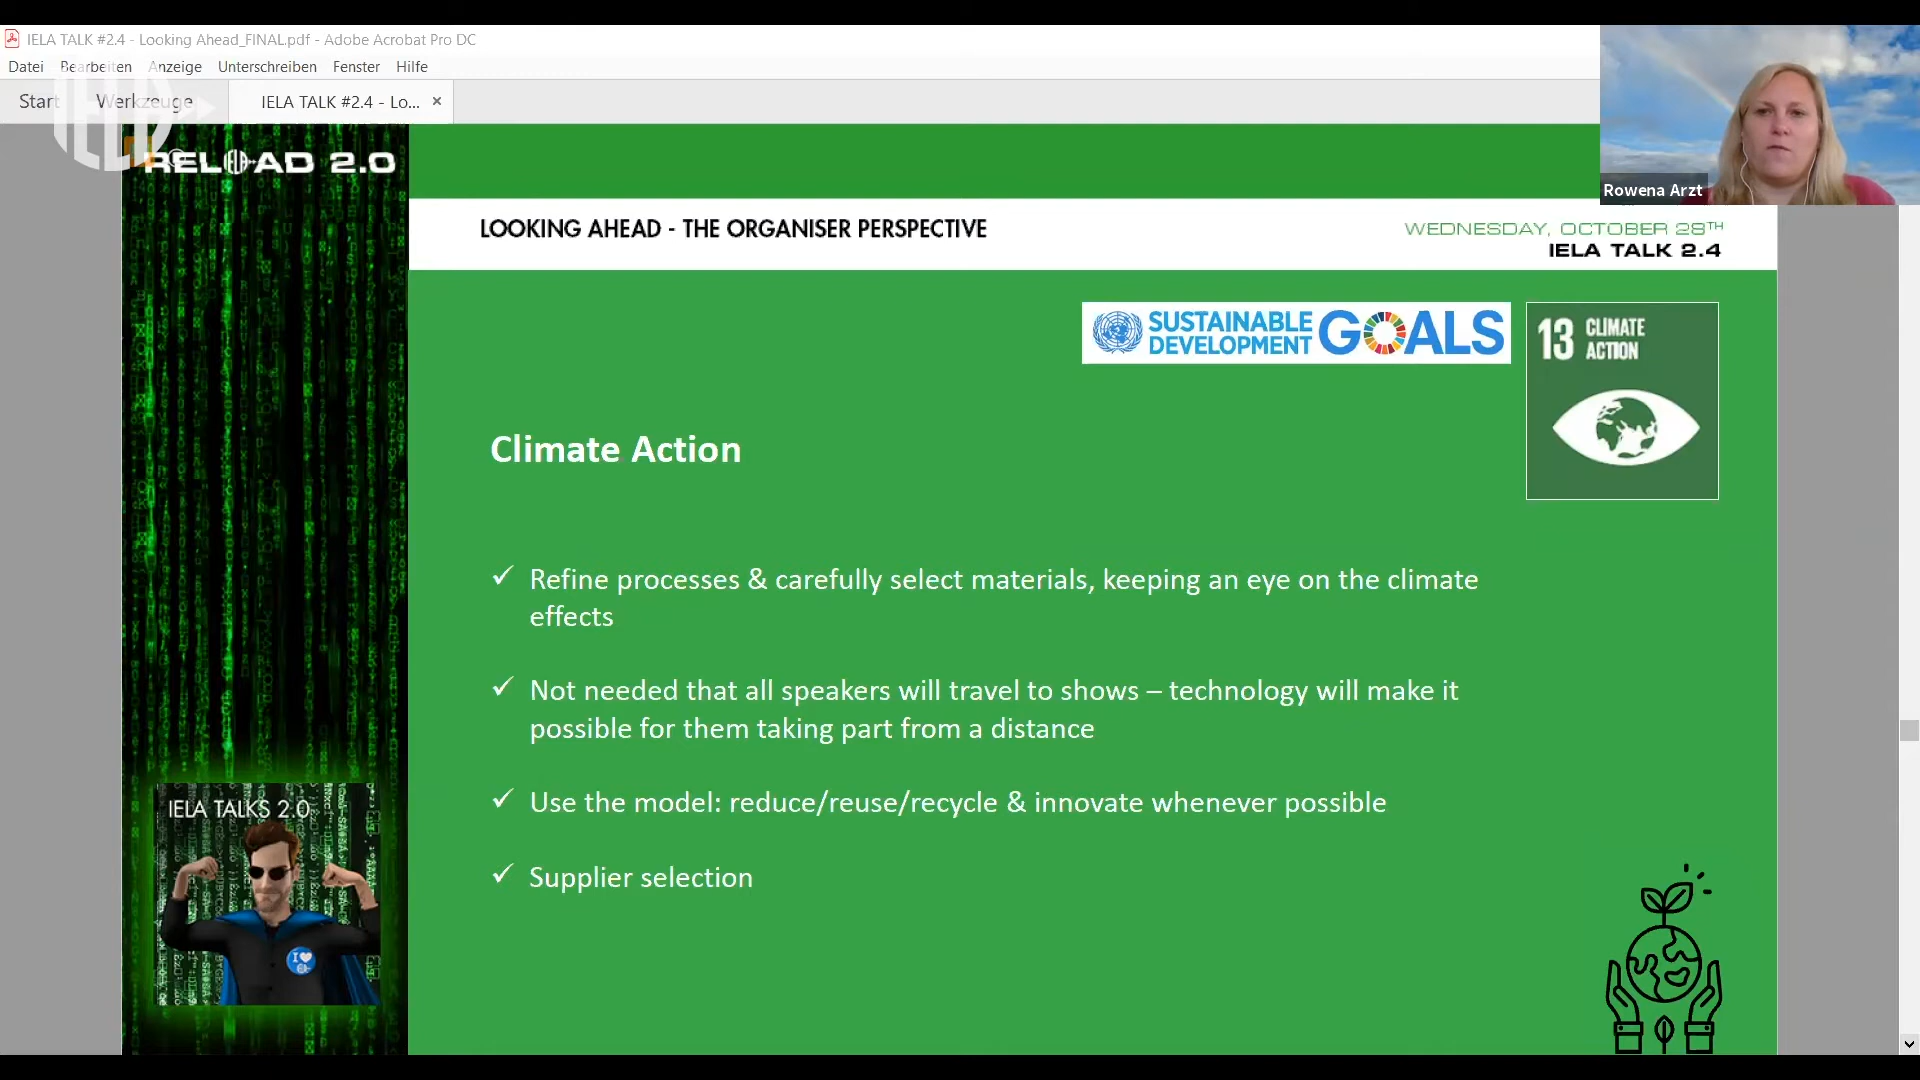 IELA TALK #2.4 - Looking Ahead_FINAL.pdf - Adobe Acrobat Pro DC
Datei Bearbeiten Anzeige Unterschreiben Fenster Hilfe
Start Werkzeuge IELA TALK #2.4 - Lo... ×
IELA
RELOAD 2.0
Rowena Arzt
LOOKING AHEAD - THE ORGANISER PERSPECTIVE
WEDNESDAY, OCTOBER 28TH
IELA TALK 2.4
SUSTAINABLE
DEVELOPMENT
GOALS
13 CLIMATE
ACTION
Climate Action
✓ Refine processes & carefully select materials, keeping an eye on the climate
effects
✓ Not needed that all speakers will travel to shows – technology will make it
possible for them taking part from a distance
✓ Use the model: reduce/reuse/recycle & innovate whenever possible
✓ Supplier selection
IELA TALKS 2.0
I